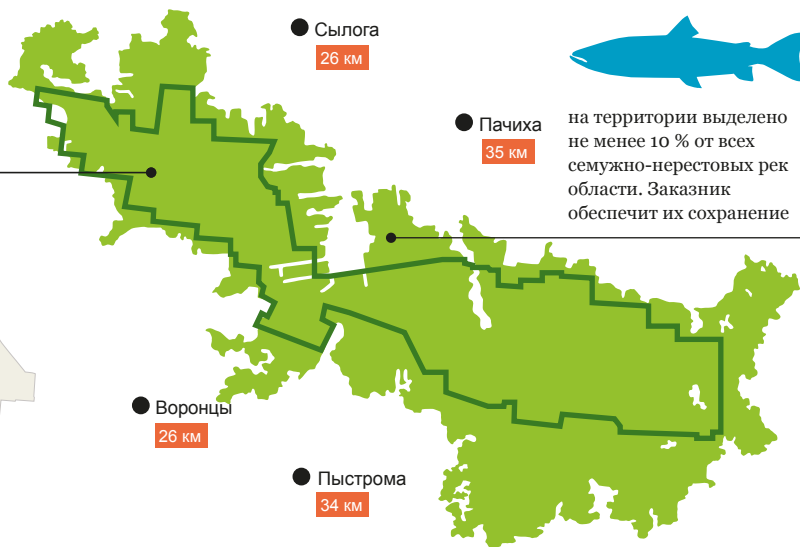 Сылога
26 км
Пачиха
35 км
на территории выделено
не менее 10 % от всех
семужно-нерестовых рек
области. Заказник
обеспечит их сохранение
Воронцы
26 км
Пыстрома
34 км